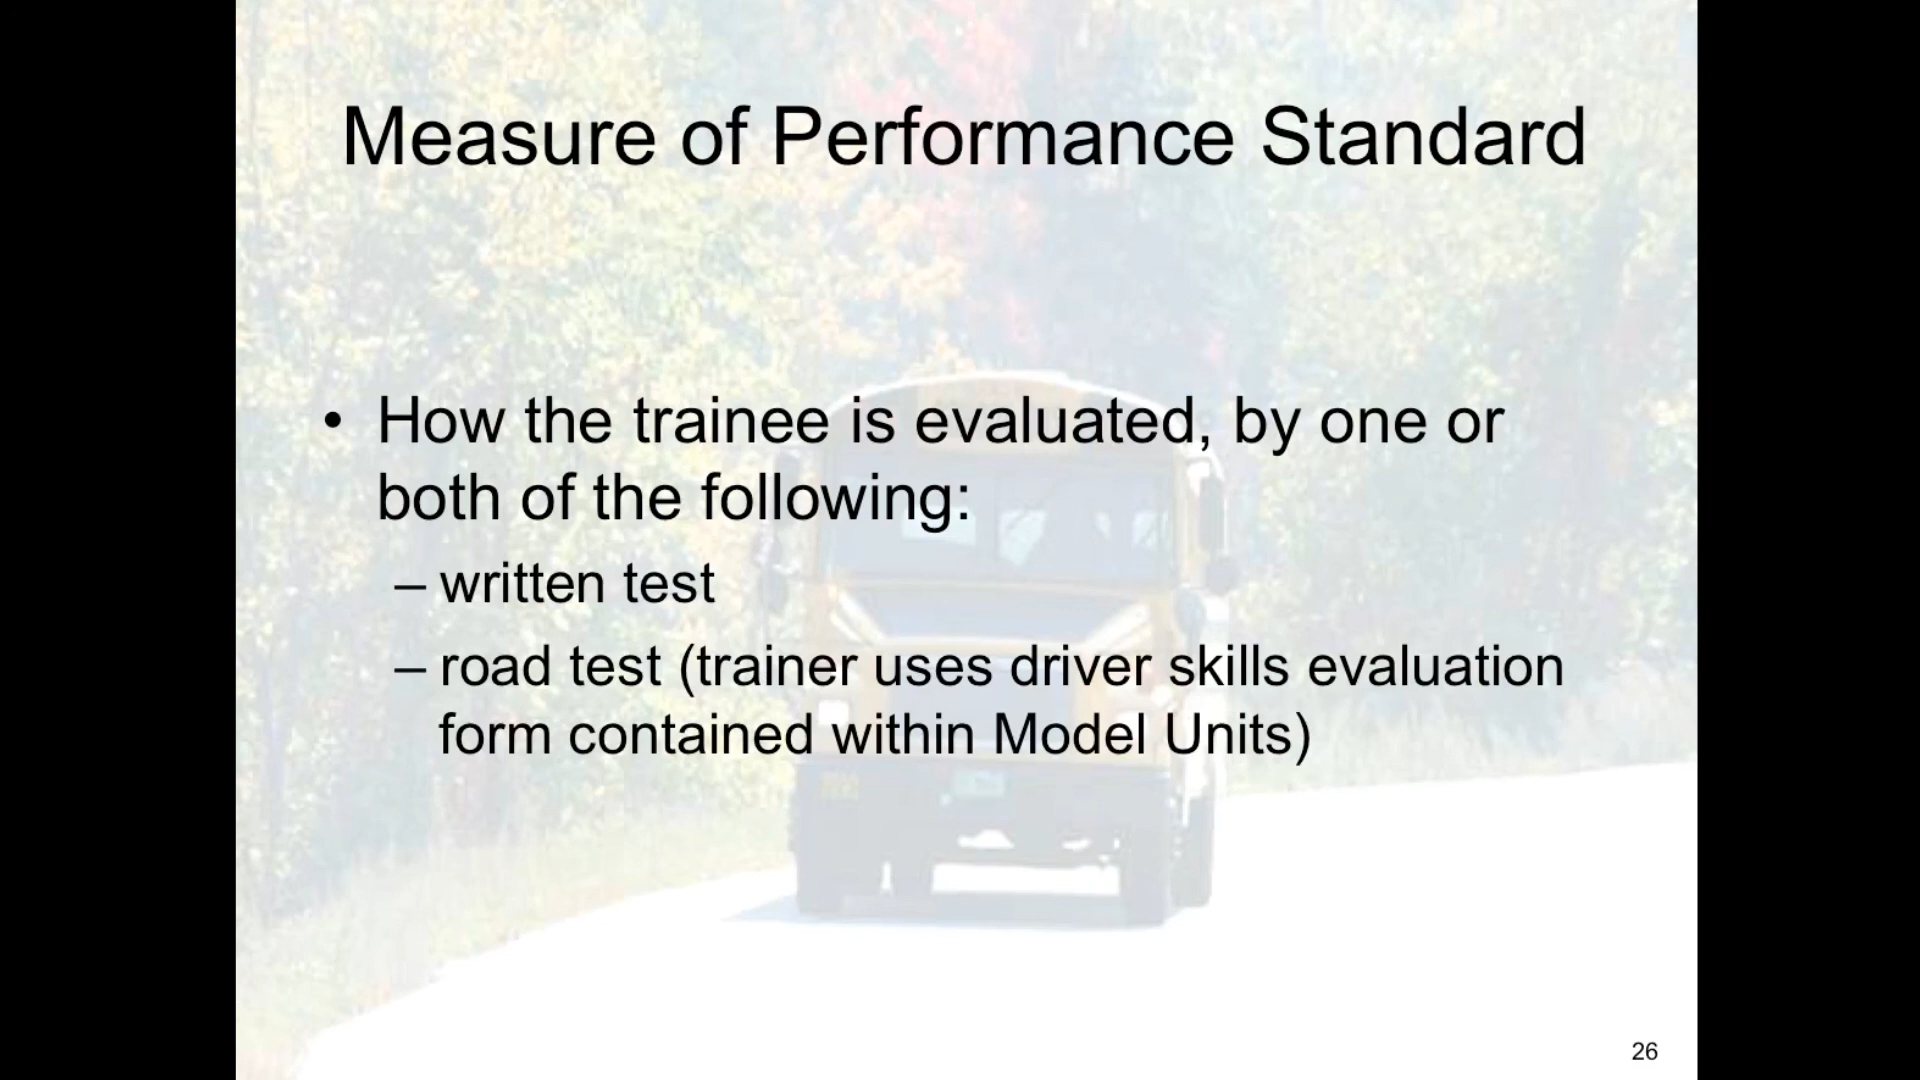 Measure of Performance Standard
• How the trainee is evaluated, by one or
both of the following:
– written test
– road test (trainer uses driver skills evaluation
form contained within Model Units)
26